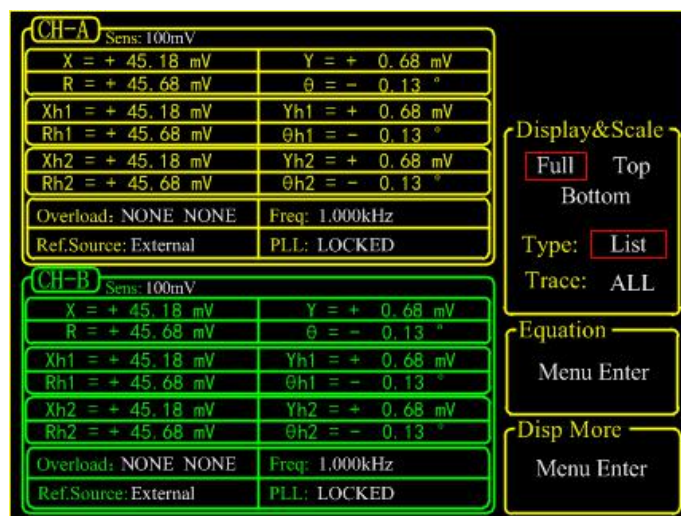 CH-A Sens: 100mV
X = + 45.18 mV Y = + 0.68 mV
R = + 45.68 mV θ = - 0.13 °
Xh1 = + 45.18 mV Yh1 = + 0.68 mV
Rh1 = + 45.68 mV θh1 = - 0.13 °
Xh2 = + 45.18 mV Yh2 = + 0.68 mV
Rh2 = + 45.68 mV θh2 = - 0.13 °
Overload: NONE NONE Freq: 1.000kHz
Ref.Source: External PLL: LOCKED
CH-B Sens: 100mV
X = + 45.18 mV Y = + 0.68 mV
R = + 45.68 mV θ = - 0.13 °
Xh1 = + 45.18 mV Yh1 = + 0.68 mV
Rh1 = + 45.68 mV θh1 = - 0.13 °
Xh2 = + 45.18 mV Yh2 = + 0.68 mV
Rh2 = + 45.68 mV θh2 = - 0.13 °
Overload: NONE NONE Freq: 1.000kHz
Ref.Source: External PLL: LOCKED
Display&Scale
Full Top
Bottom
Type: List
Trace: ALL
Equation
Menu Enter
Disp More
Menu Enter